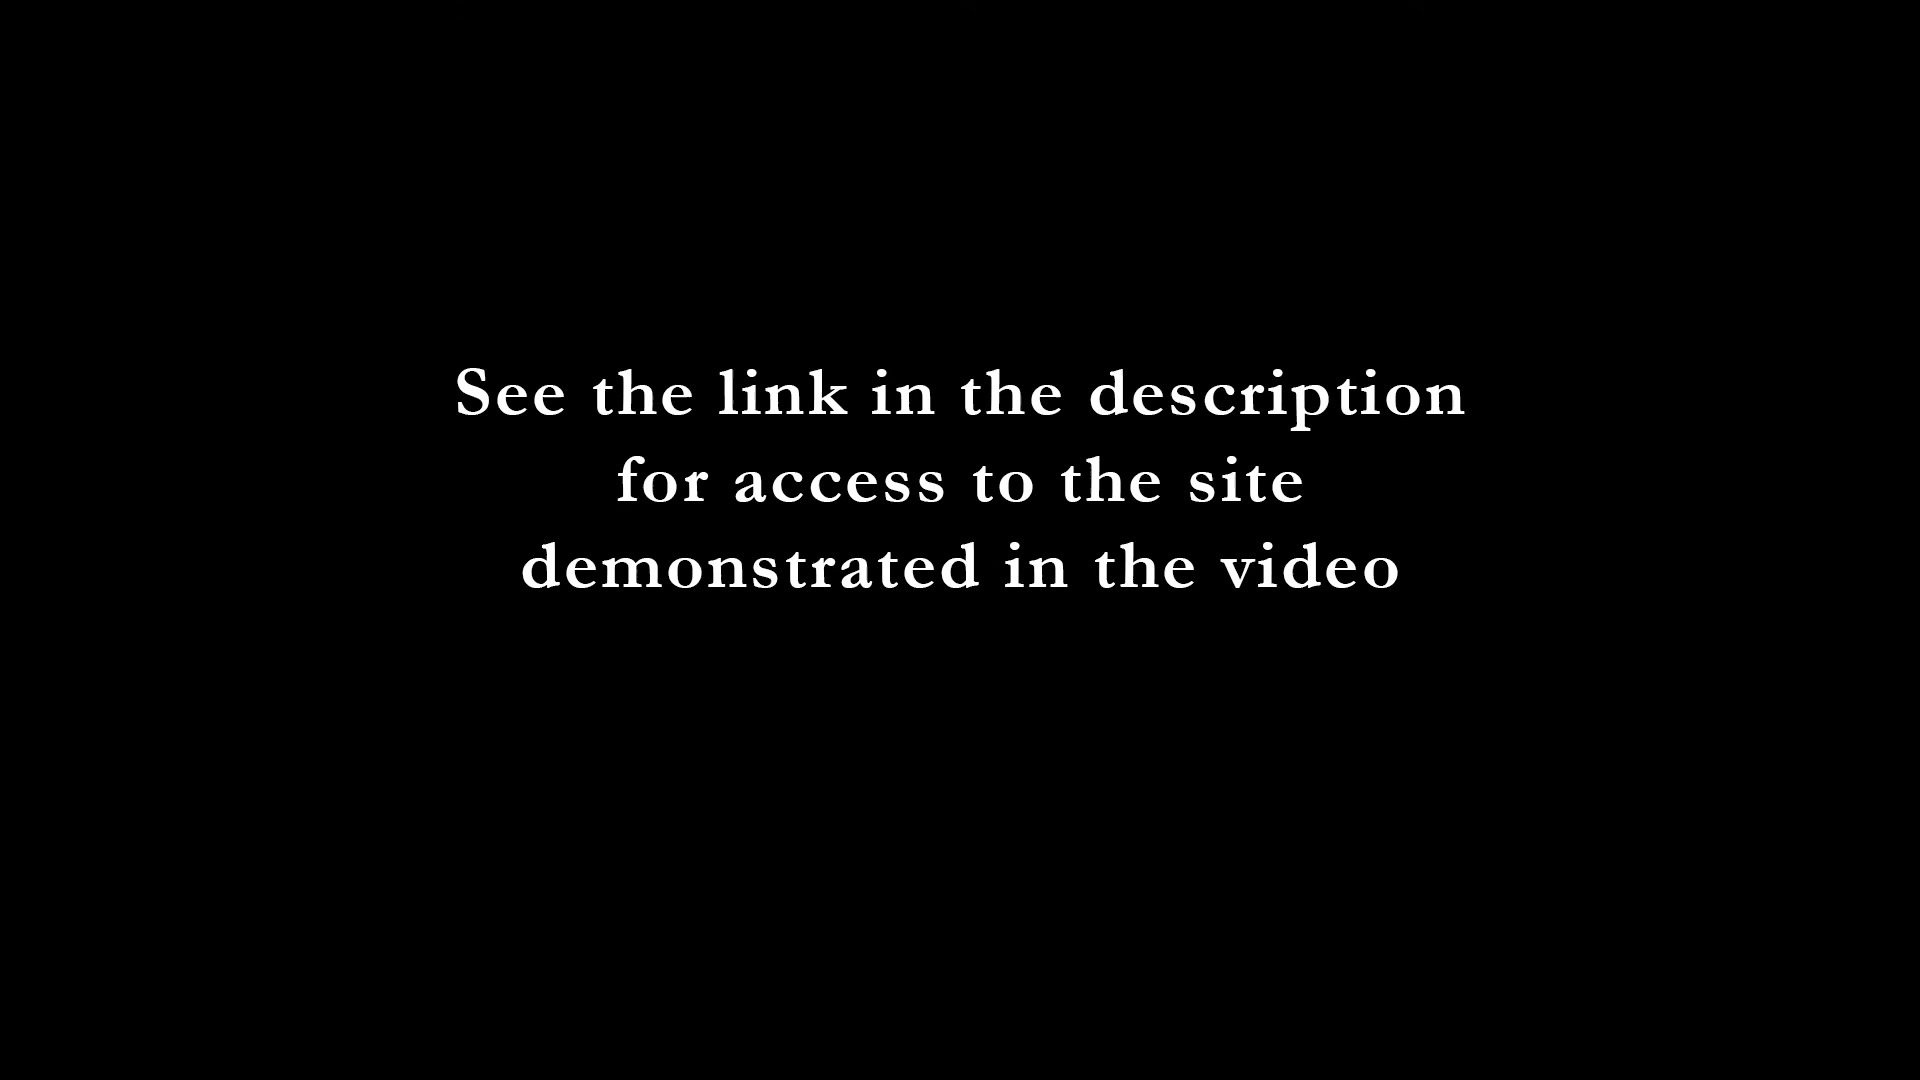 See the link in the description
for access to the site
demonstrated in the video